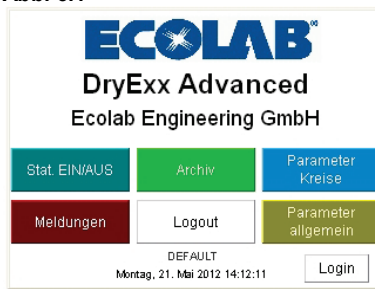 ECOLAB®
DryExx Advanced
Ecolab Engineering GmbH
Stat. EIN/AUS
Archiv
Parameter
Kreise
Meldungen
Logout
Parameter
allgemein
DEFAULT
Montag, 21. Mai 2012 14:12:11
Login